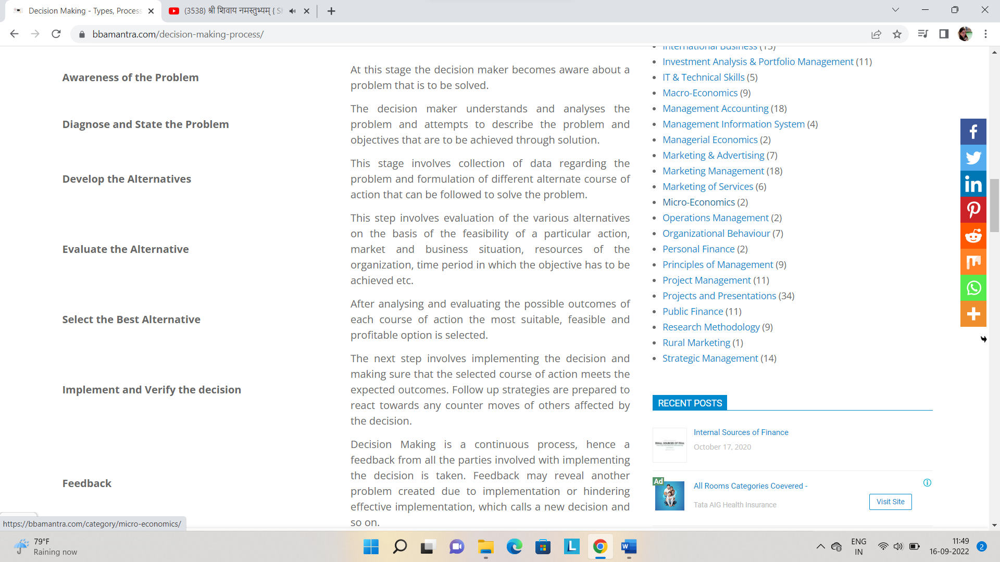 Decision Making - Types, Process
(3538) श्री शिवाय नमस्तुभ्यम् { Sh
bbamantra.com/decision-making-process/
Awareness of the Problem
At this stage the decision maker becomes aware about a
problem that is to be solved.
Diagnose and State the Problem
The decision maker understands and analyses the
problem and attempts to describe the problem and
objectives that are to be achieved through solution.
Develop the Alternatives
This stage involves collection of data regarding the
problem and formulation of different alternate course of
action that can be followed to solve the problem.
Evaluate the Alternative
This step involves evaluation of the various alternatives
on the basis of the feasibility of a particular action,
market and business situation, resources of the
organization, time period in which the objective has to be
achieved etc.
Select the Best Alternative
After analysing and evaluating the possible outcomes of
each course of action the most suitable, feasible and
profitable option is selected.
Implement and Verify the decision
The next step involves implementing the decision and
making sure that the selected course of action meets the
expected outcomes. Follow up strategies are prepared to
react towards any counter moves of others affected by
the decision.
Feedback
Decision Making is a continuous process, hence a
feedback from all the parties involved with implementing
the decision is taken. Feedback may reveal another
problem created due to implementation or hindering
effective implementation, which calls a new decision and
so on.
International Business (13)
Investment Analysis & Portfolio Management (11)
IT & Technical Skills (5)
Macro-Economics (9)
Management Accounting (18)
Management Information System (4)
Managerial Economics (2)
Marketing & Advertising (7)
Marketing Management (18)
Marketing of Services (6)
Micro-Economics (2)
Operations Management (2)
Organizational Behaviour (7)
Personal Finance (2)
Principles of Management (9)
Project Management (11)
Projects and Presentations (34)
Public Finance (11)
Research Methodology (9)
Rural Marketing (1)
Strategic Management (14)
RECENT POSTS
Internal Sources of Finance
October 17, 2020
Ad
All Rooms Categories Coevered -
Tata AIG Health Insurance
Visit Site
https://bbamantra.com/category/micro-economics/
79°F
Raining now
ENG
IN
11:49
16-09-2022
2